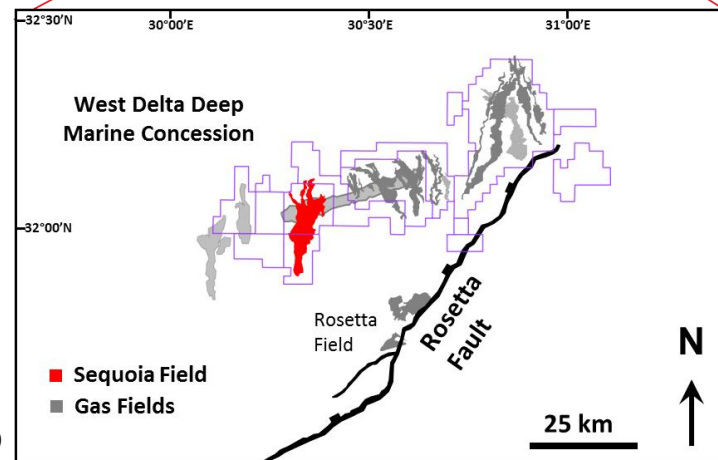 32°30'N
30°00'E
30°30'E
31°00'E
West Delta Deep
Marine Concession
32°00'N
Rosetta
Field
Rosetta
Fault
Sequoia Field
Gas Fields
25 km
N
)